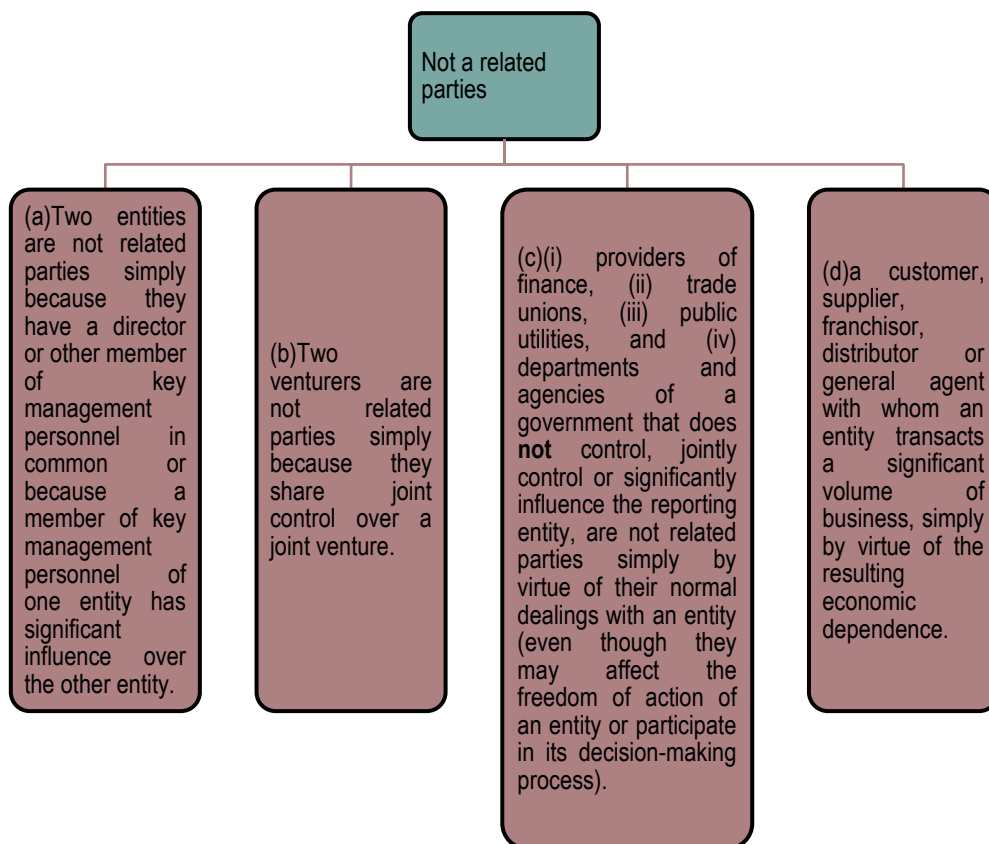 Not a related
parties
(a)Two entities
are not related
parties simply
because they
have a director
or other member
of key
management
personnel in
common or
because a
member of key
management
personnel of
one entity has
significant
influence over
the other entity.
(b)Two
venturers are
not related
parties simply
because they
share joint
control over a
joint venture.
(c)(i) providers of
finance, (ii) trade
unions, (iii) public
utilities, and (iv)
departments and
agencies of a
government that does
not control, jointly
control or significantly
influence the reporting
entity, are not related
parties simply by
virtue of their normal
dealings with an entity
(even though they
may affect the
freedom of action of
an entity or participate
in its decision-making
process).
(d)a customer,
supplier,
franchisor,
distributor or
general agent
with whom an
entity transacts
a significant
volume of
business, simply
by virtue of the
resulting
economic
dependence.